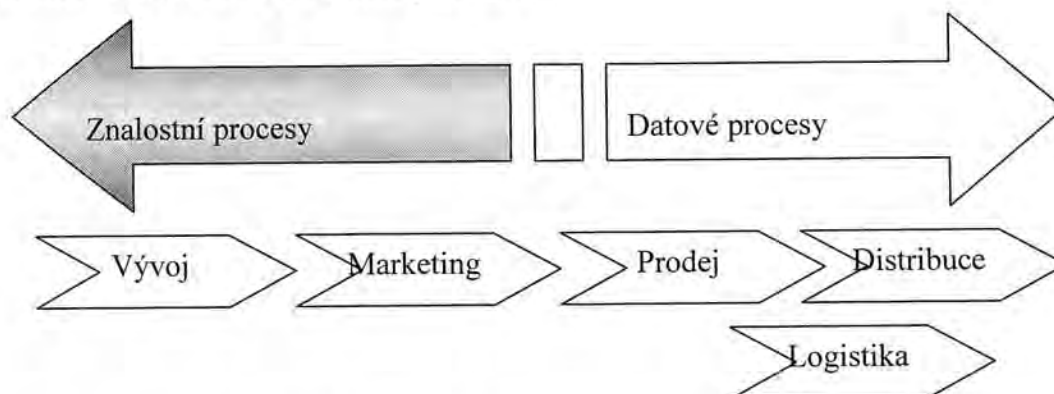 Znalostní procesy
Datové procesy
Vývoj
Marketing
Prodej
Distribuce
Logistika